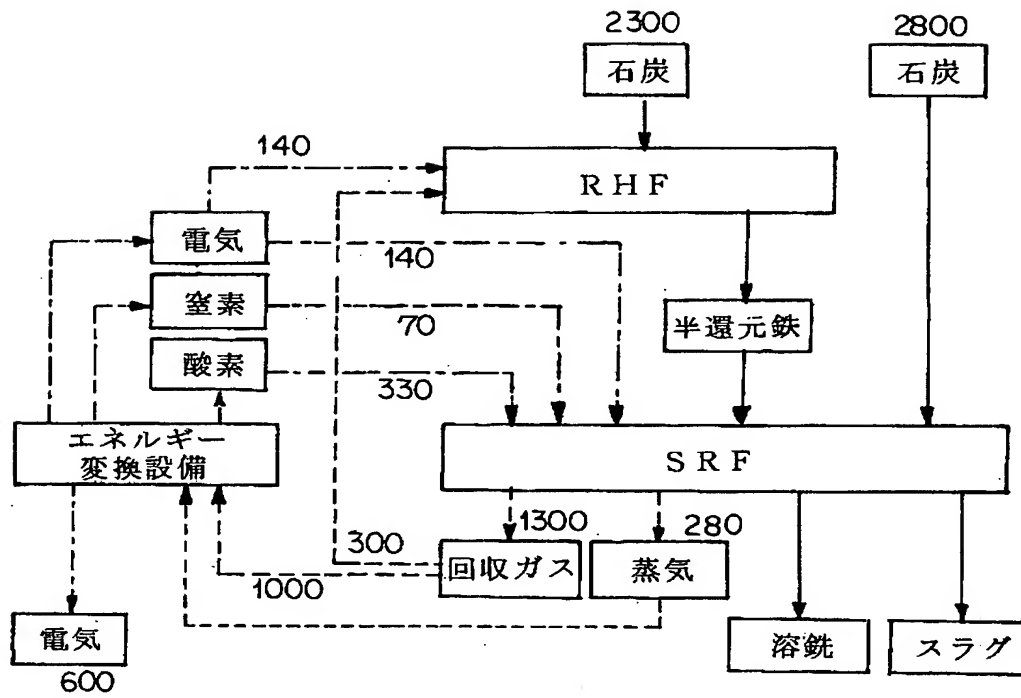 2300
2800
石炭
石炭
140
RHF
電気
140
窒素
70
半還元鉄
酸素
330
エネルギー
変換設備
SRF
1300
280
300
回収ガス
蒸気
1000
電気
溶銑
スラグ
600